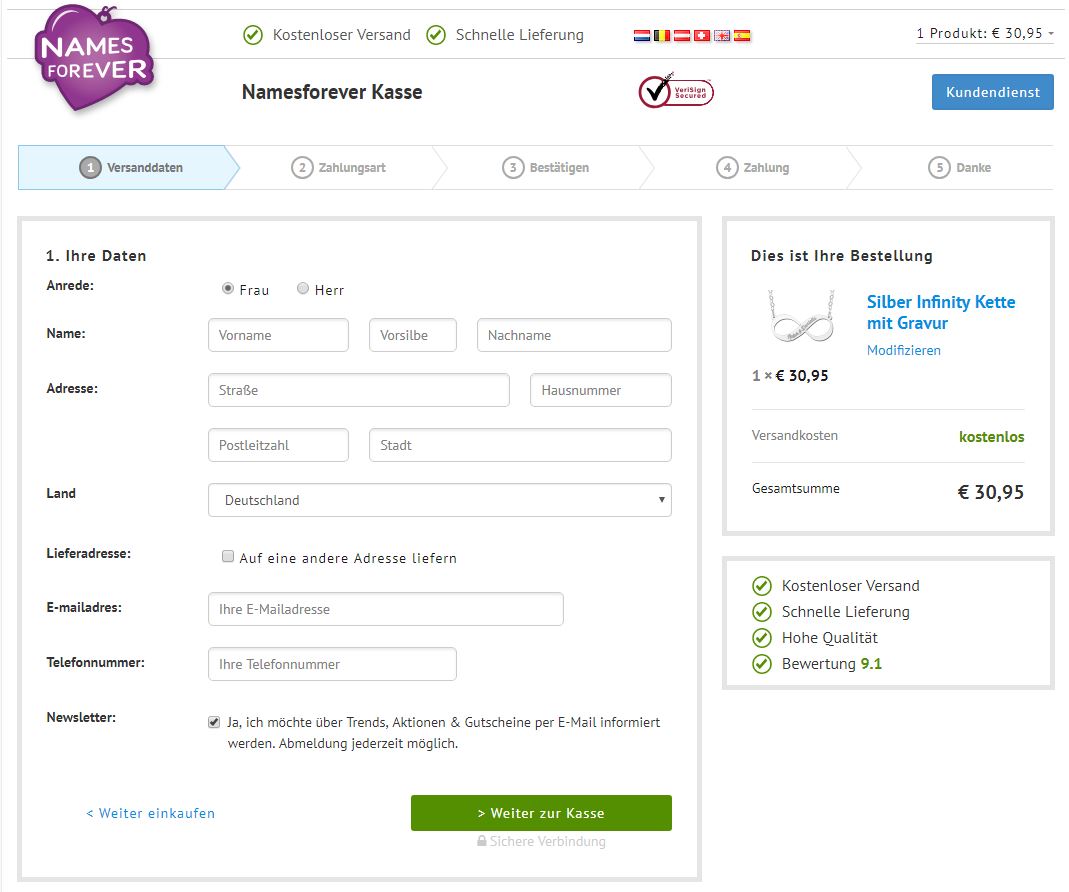 NAMES
FOREVER
Kostenloser Versand
Schnelle Lieferung
1 Produkt: € 30,95
Namesforever Kasse
VeriSign
Secured
Kundendienst
1 Versanddaten
2 Zahlungsart
3 Bestätigen
4 Zahlung
5 Danke
1. Ihre Daten
Anrede:
Frau
Herr
Name:
Vorname
Vorsilbe
Nachname
Adresse:
Straße
Hausnummer
Postleitzahl
Stadt
Land
Deutschland
Lieferadresse:
Auf eine andere Adresse liefern
E-mailadres:
Ihre E-Mailadresse
Telefonnummer:
Ihre Telefonnummer
Newsletter:
Ja, ich möchte über Trends, Aktionen & Gutscheine per E-Mail informiert
werden. Abmeldung jederzeit möglich.
< Weiter einkaufen
> Weiter zur Kasse
Sichere Verbindung
Dies ist Ihre Bestellung
Silber Infinity Kette
mit Gravur
Modifizieren
1 × € 30,95
Versandkosten
kostenlos
Gesamtsumme
€ 30,95
Kostenloser Versand
Schnelle Lieferung
Hohe Qualität
Bewertung 9.1